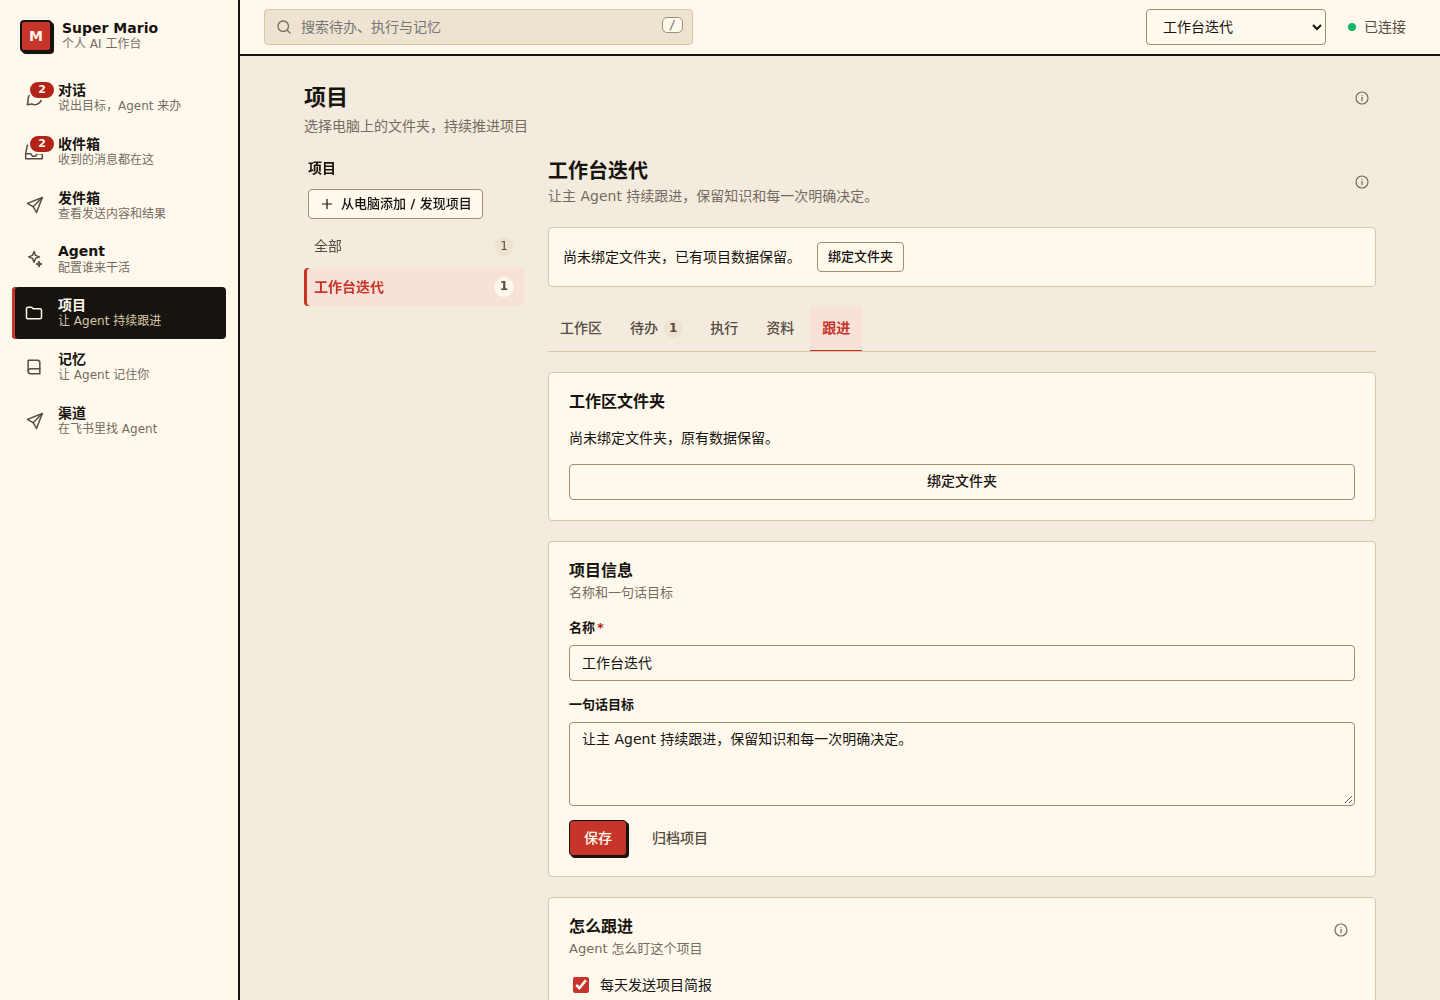 M
Super Mario
个人 AI 工作台
2
对话
说出目标，Agent 来办
2
收件箱
收到的消息都在这
发件箱
查看发送内容和结果
Agent
配置谁来干活
项目
让 Agent 持续跟进
记忆
让 Agent 记住你
渠道
在飞书里找 Agent
搜索待办、执行与记忆
/
工作台迭代
已连接
项目
选择电脑上的文件夹，持续推进项目
项目
从电脑添加 / 发现项目
全部 1
工作台迭代 1
工作台迭代
让主 Agent 持续跟进，保留知识和每一次明确决定。
尚未绑定文件夹，已有项目数据保留。 绑定文件夹
工作区 待办 1 执行 资料 跟进
工作区文件夹
尚未绑定文件夹，原有数据保留。
绑定文件夹
项目信息
名称和一句话目标
名称*
工作台迭代
一句话目标
让主 Agent 持续跟进，保留知识和每一次明确决定。
保存 归档项目
怎么跟进
Agent 怎么盯这个项目
每天发送项目简报